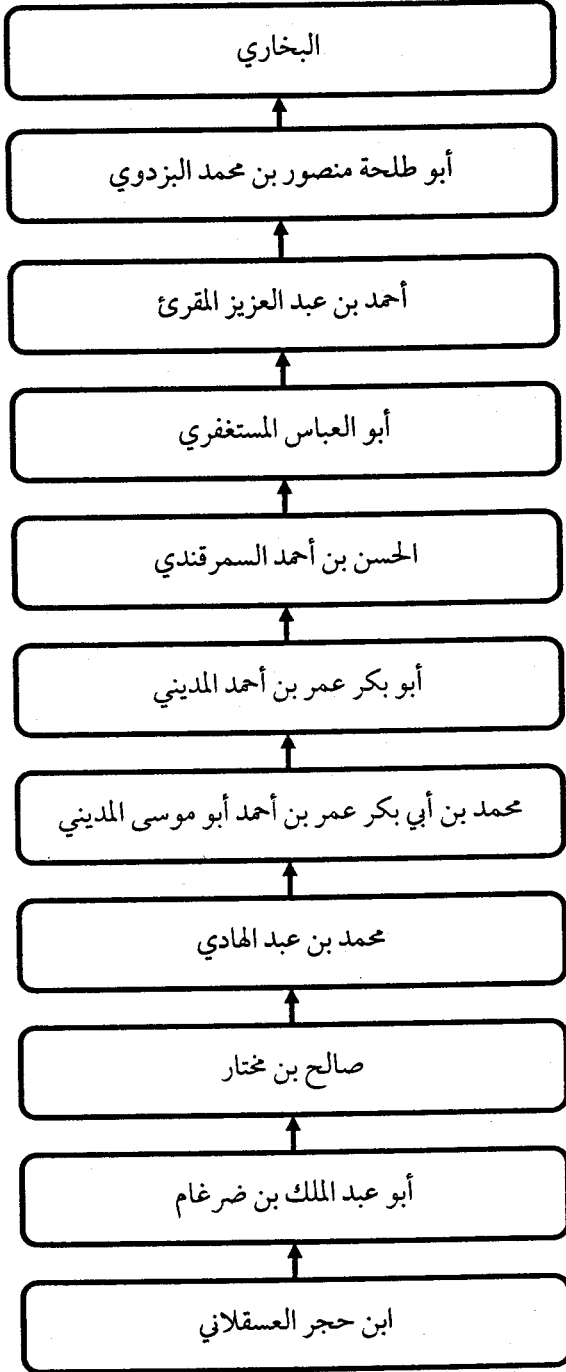 البخاري
أبو طلحة منصور بن محمد البزدوي
أحمد بن عبد العزيز المقرئ
أبو العباس المستغفري
الحسن بن أحمد السمرقندي
أبو بكر عمر بن أحمد المديني
محمد بن أبي بكر عمر بن أحمد أبو موسى المديني
محمد بن عبد الهادي
صالح بن مختار
أبو عبد الملك بن ضرغام
ابن حجر العسقلاني